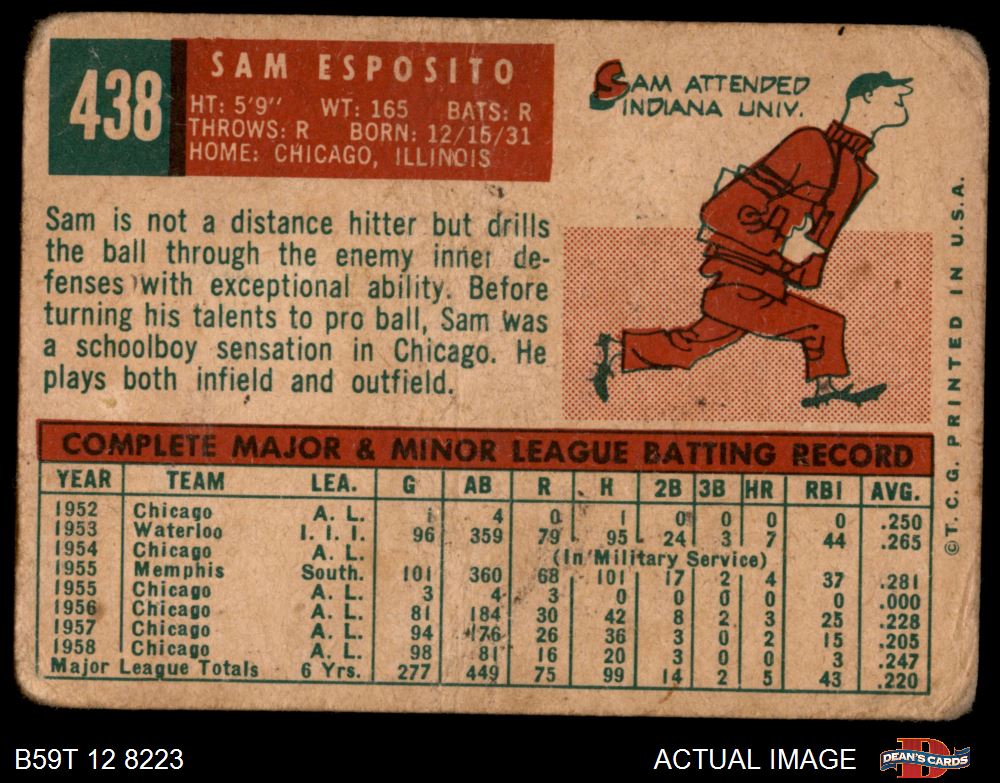 438
SAM ESPOSITO
HT: 5'9" WT: 165 BATS: R
THROWS: R BORN: 12/15/31
HOME: CHICAGO, ILLINOIS
SAM ATTENDED
INDIANA UNIV.
Sam is not a distance hitter but drills
the ball through the enemy inner de-
fenses with exceptional ability. Before
turning his talents to pro ball, Sam was
a schoolboy sensation in Chicago. He
plays both infield and outfield.
COMPLETE MAJOR & MINOR LEAGUE BATTING RECORD
YEAR TEAM LEA. G AB R H 2B 3B HR RBI AVG.
1952 Chicago A. L. 1 4 0 1 0 0 0 0 .250
1953 Waterloo I. I. I. 96 359 79 95 24 3 7 44 .265
1954 Chicago A. L. (In Military Service)
1955 Memphis South. 101 360 68 101 17 2 4 37 .281
1955 Chicago A. L. 3 4 3 0 0 0 0 0 .000
1956 Chicago A. L. 81 184 30 42 8 2 3 25 .228
1957 Chicago A. L. 94 176 26 36 3 0 2 15 .205
1958 Chicago A. L. 98 81 16 20 3 0 0 3 .247
Major League Totals 6 Yrs. 277 449 75 99 14 2 5 43 .220
© T. C. G. PRINTED IN U.S.A.
B59T 12 8223
ACTUAL IMAGE
DEAN'S CARDS